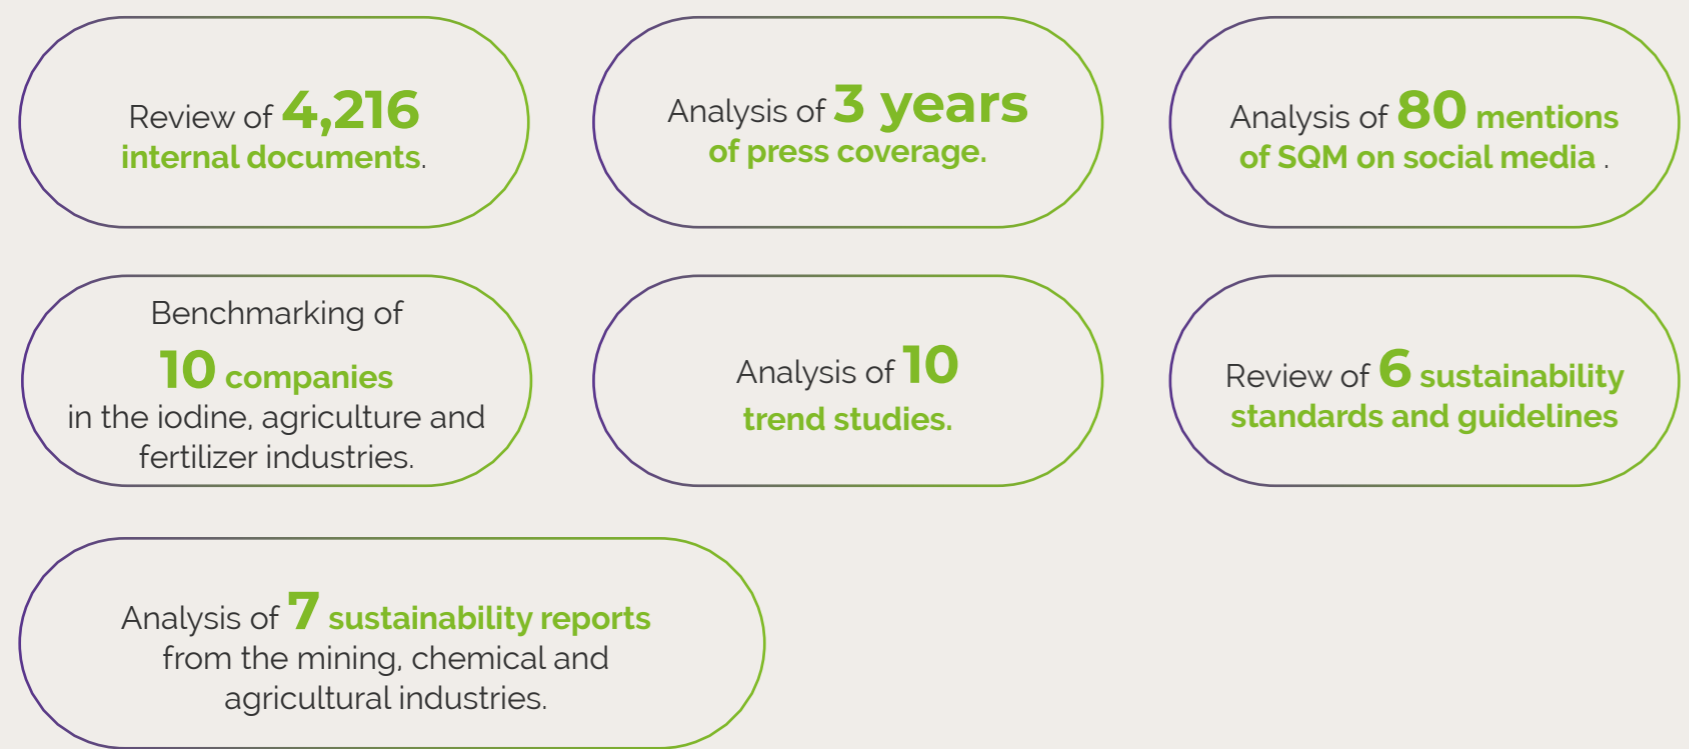 Review of 4,216
internal documents.
Analysis of 3 years
of press coverage.
Analysis of 80 mentions
of SQM on social media .
Benchmarking of
10 companies
in the iodine, agriculture and
fertilizer industries.
Analysis of 10
trend studies.
Review of 6 sustainability
standards and guidelines
Analysis of 7 sustainability reports
from the mining, chemical and
agricultural industries.